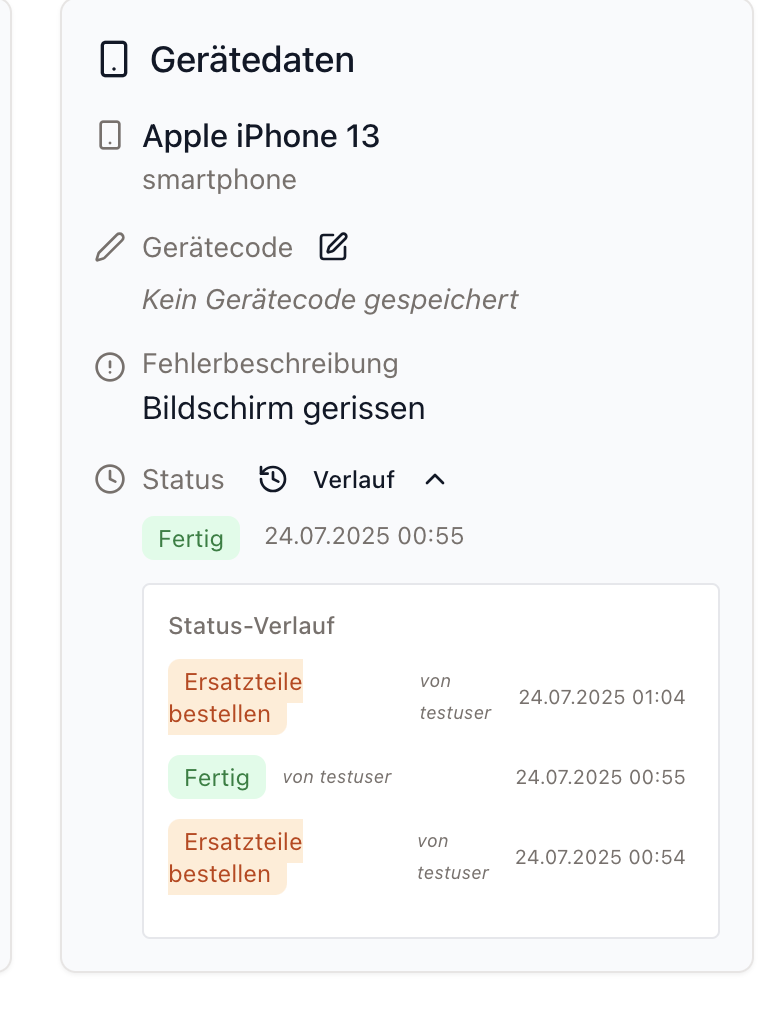 Gerätedaten
Apple iPhone 13
smartphone
Gerätecode
Kein Gerätecode gespeichert
Fehlerbeschreibung
Bildschirm gerissen
Status Verlauf
Fertig 24.07.2025 00:55
Status-Verlauf
Ersatzteile
bestellen
von
testuser
24.07.2025 01:04
Fertig von testuser 24.07.2025 00:55
Ersatzteile
bestellen
von
testuser
24.07.2025 00:54